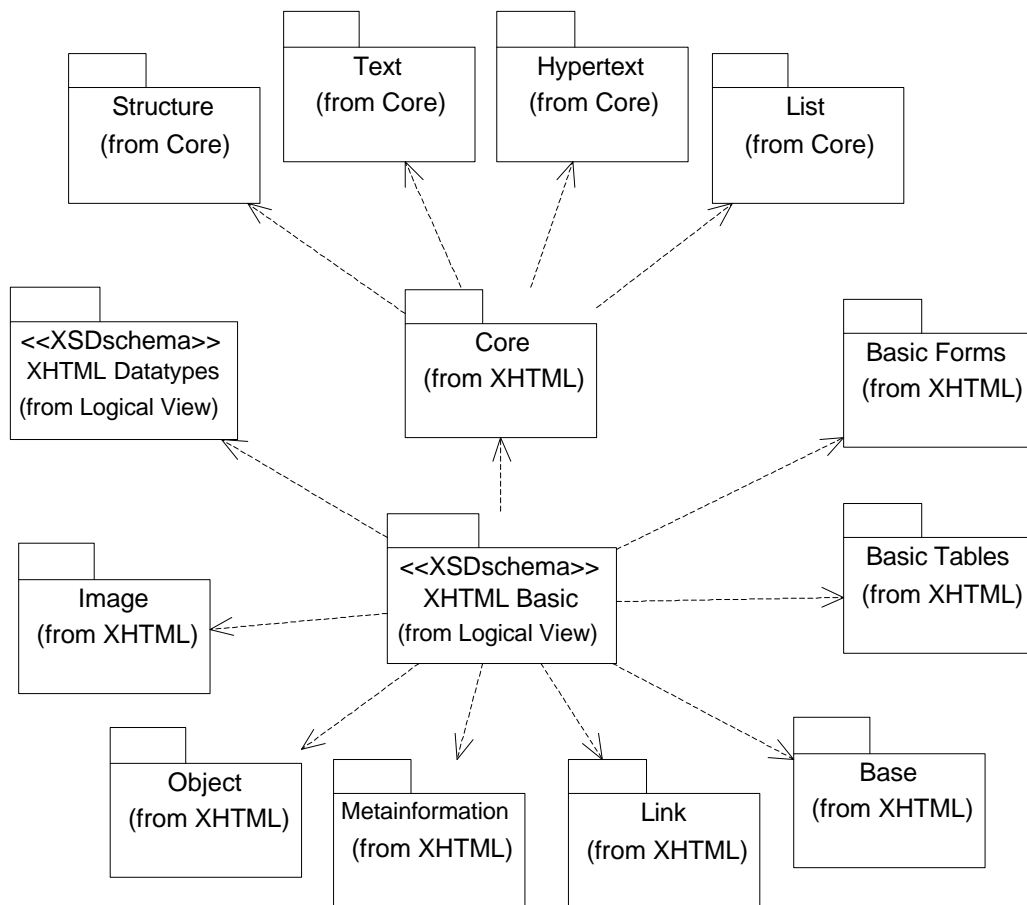 Text
(from Core)
Hypertext
(from Core)
Structure
(from Core)
List
(from Core)
<<XSDschema>>
XHTML Datatypes
(from Logical View)
Core
(from XHTML)
Basic Forms
(from XHTML)
<<XSDschema>>
XHTML Basic
(from Logical View)
Basic Tables
(from XHTML)
Image
(from XHTML)
Object
(from XHTML)
Metainformation
(from XHTML)
Link
(from XHTML)
Base
(from XHTML)